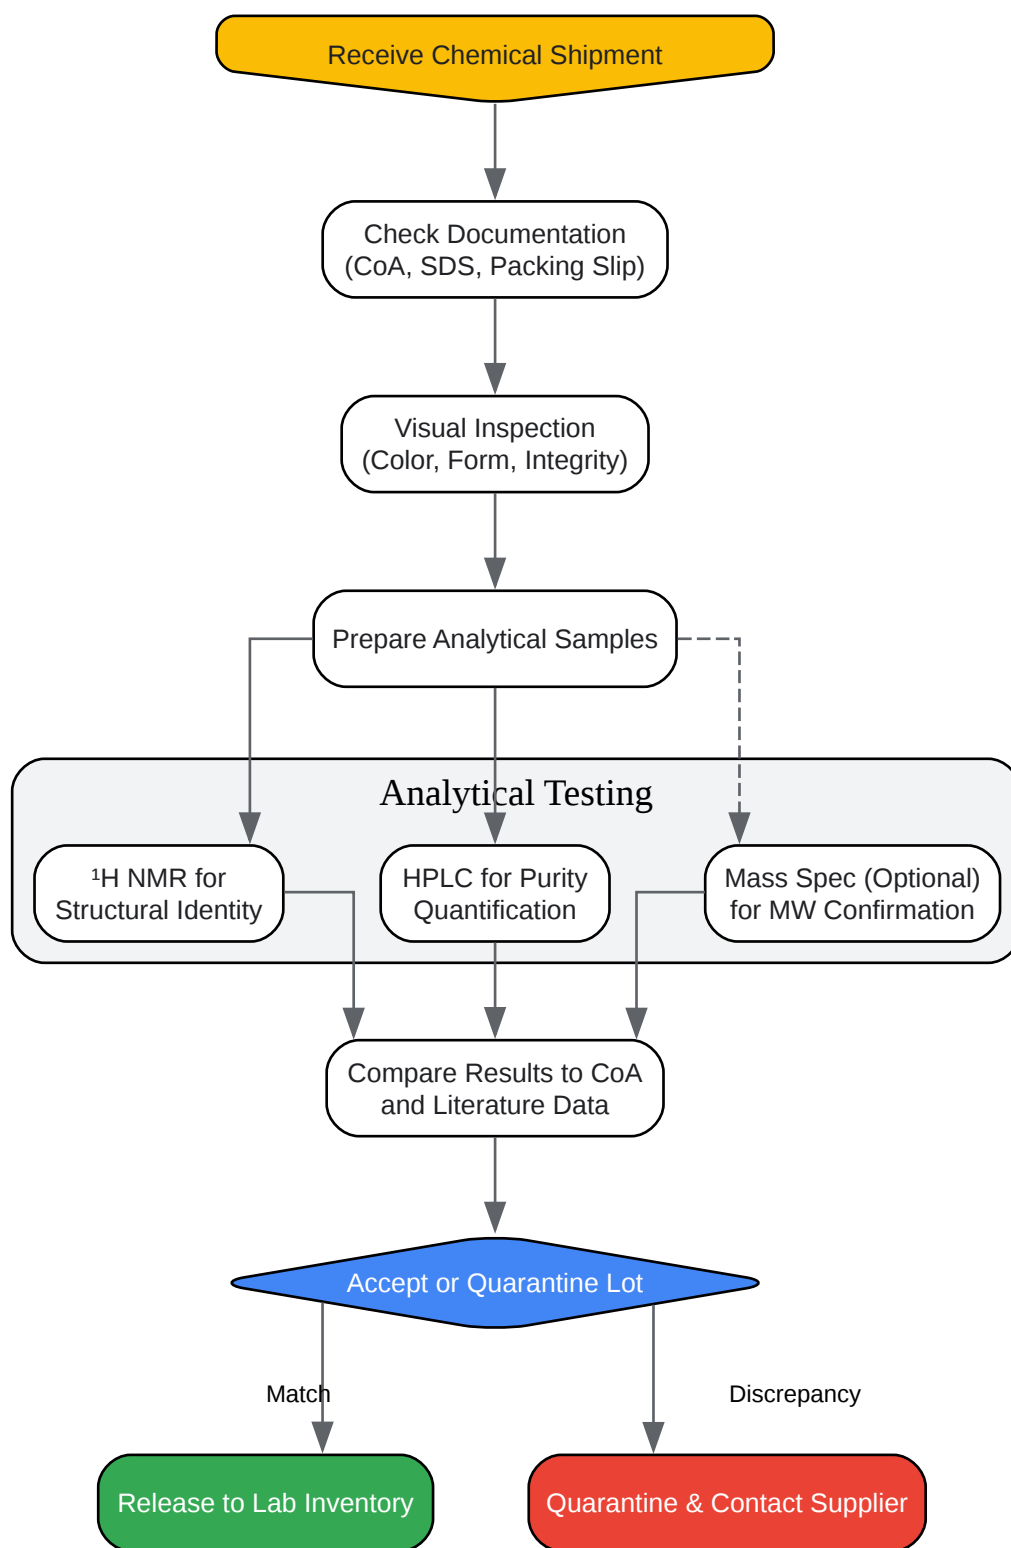 Receive Chemical Shipment
Check Documentation
(CoA, SDS, Packing Slip)
Visual Inspection
(Color, Form, Integrity)
Prepare Analytical Samples
Analytical Testing
¹H NMR for
Structural Identity
HPLC for Purity
Quantification
Mass Spec (Optional)
for MW Confirmation
Compare Results to CoA
and Literature Data
Accept or Quarantine Lot
Match
Discrepancy
Release to Lab Inventory
Quarantine & Contact Supplier